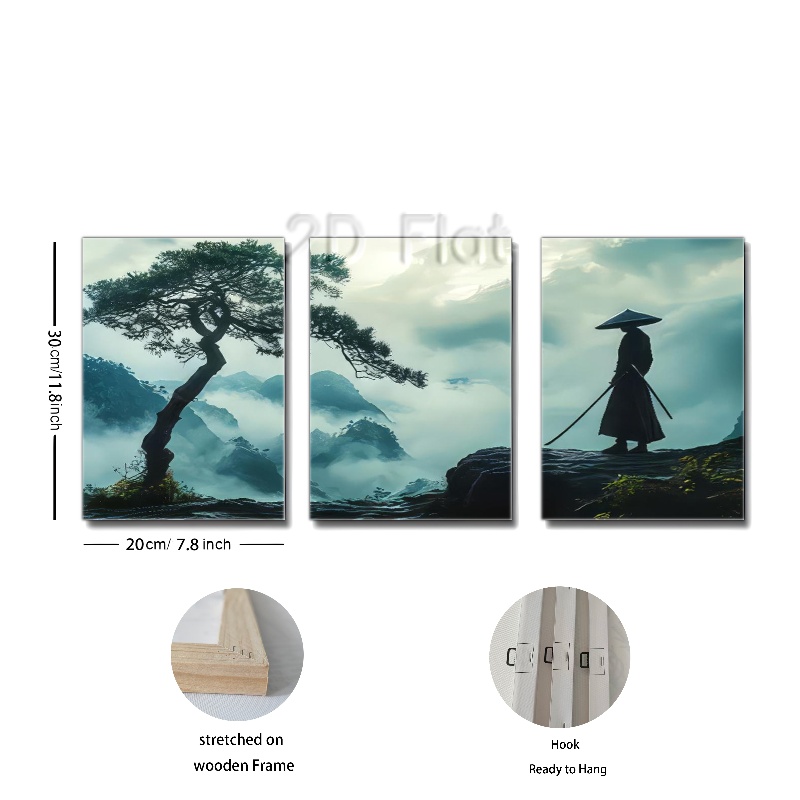 2D Flat
30cm/11.8inch
20cm/ 7.8 inch
stretched on
wooden Frame
Hook
Ready to Hang